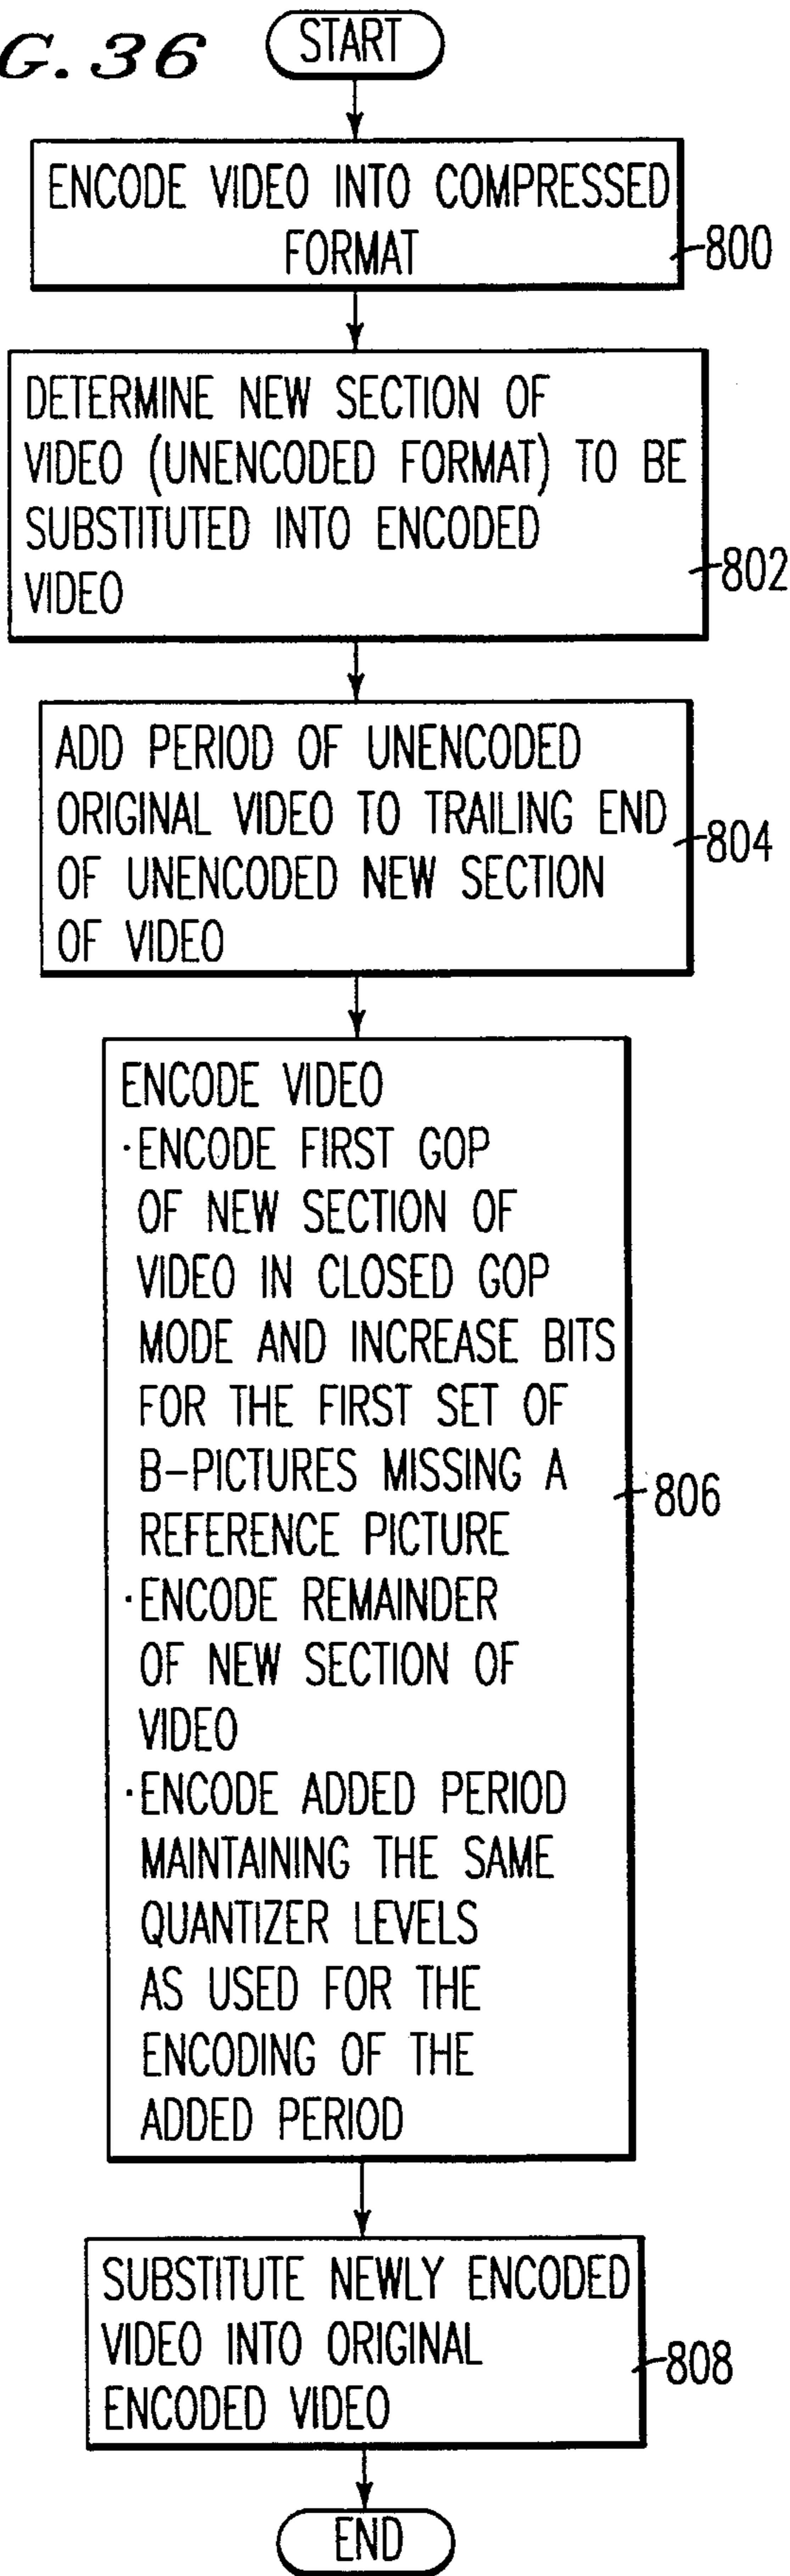 G. 36
START
ENCODE VIDEO INTO COMPRESSED
FORMAT
800
DETERMINE NEW SECTION OF
VIDEO (UNENCODED FORMAT) TO BE
SUBSTITUTED INTO ENCODED
VIDEO
802
ADD PERIOD OF UNENCODED
ORIGINAL VIDEO TO TRAILING END
OF UNENCODED NEW SECTION
OF VIDEO
804
ENCODE VIDEO
·ENCODE FIRST GOP
OF NEW SECTION OF
VIDEO IN CLOSED GOP
MODE AND INCREASE BITS
FOR THE FIRST SET OF
B-PICTURES MISSING A
REFERENCE PICTURE
·ENCODE REMAINDER
OF NEW SECTION OF
VIDEO
·ENCODE ADDED PERIOD
MAINTAINING THE SAME
QUANTIZER LEVELS
AS USED FOR THE
ENCODING OF THE
ADDED PERIOD
806
SUBSTITUTE NEWLY ENCODED
VIDEO INTO ORIGINAL
ENCODED VIDEO
808
END